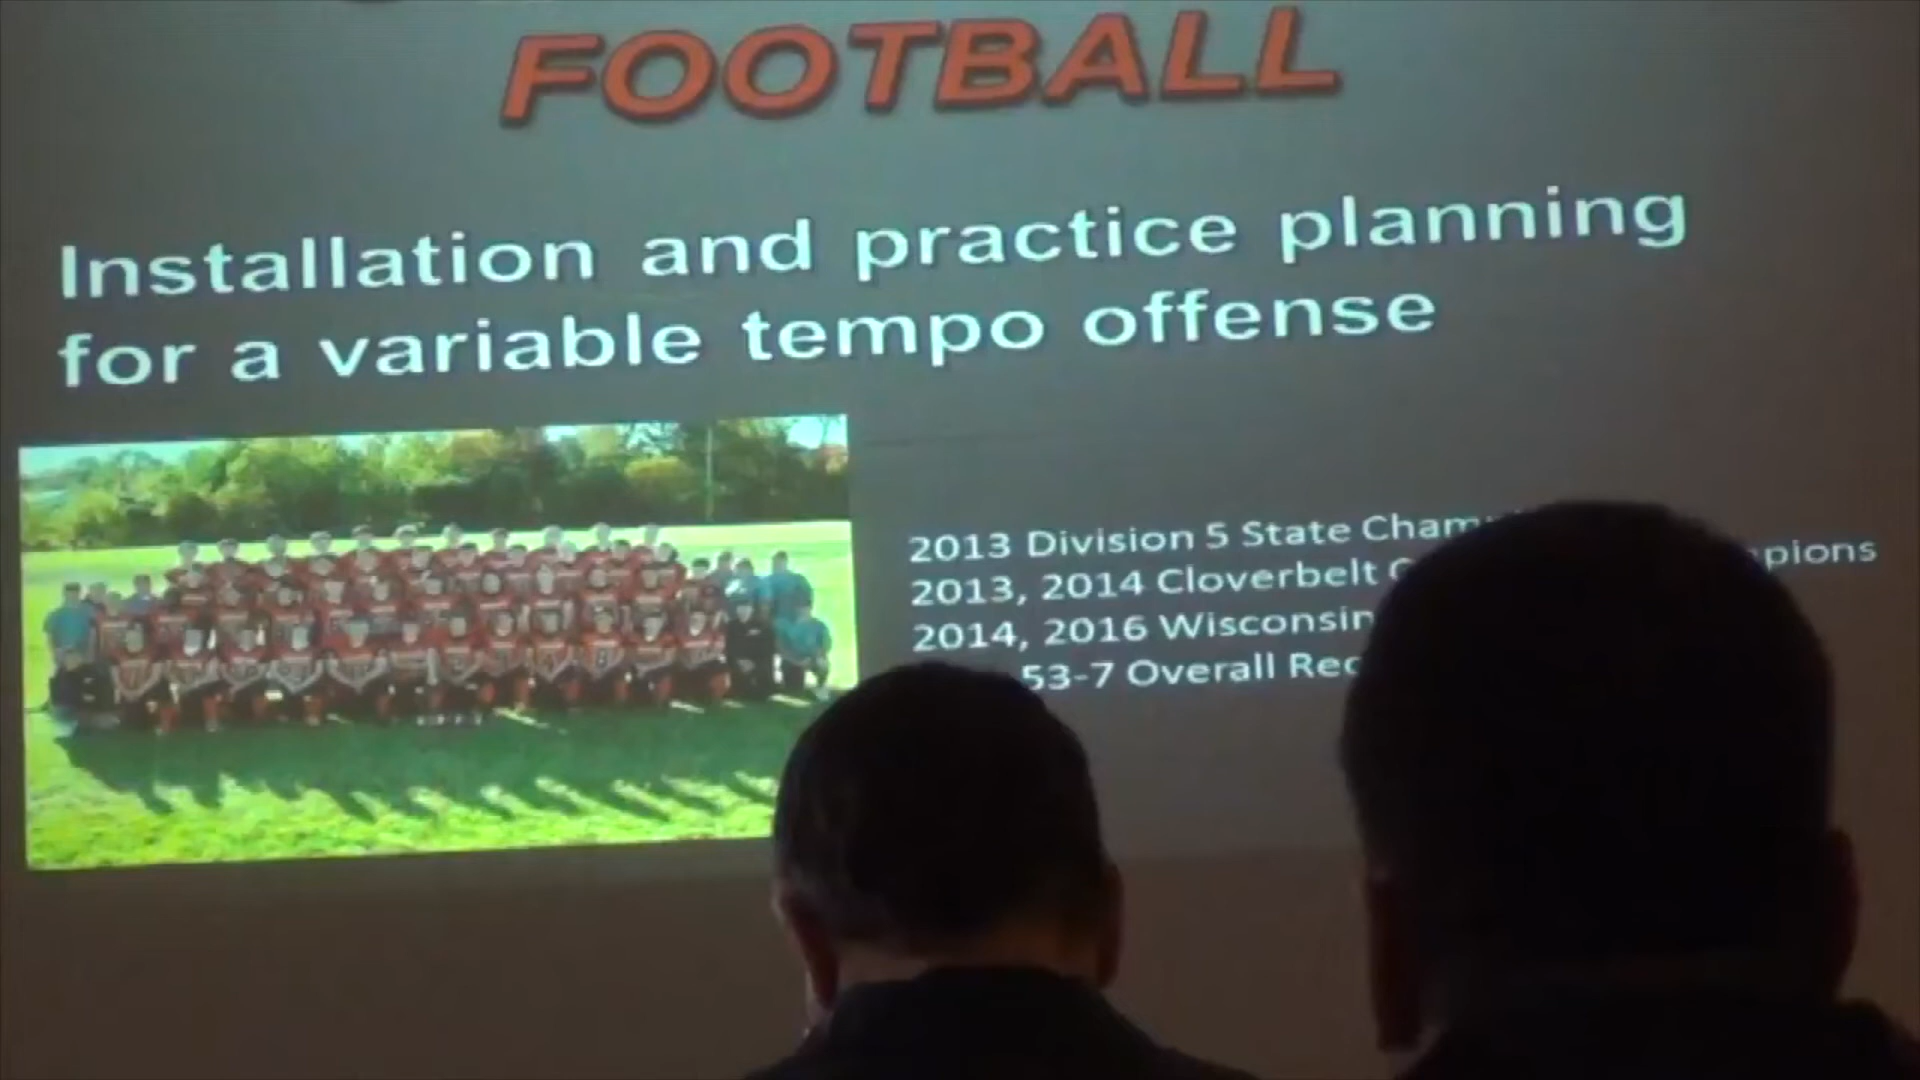 FOOTBALL
Installation and practice planning
for a variable tempo offense
2013 Division 5 State
2013, 2014 Cloverbelt
2014, 2016 Wisconsin
53-7 Overall